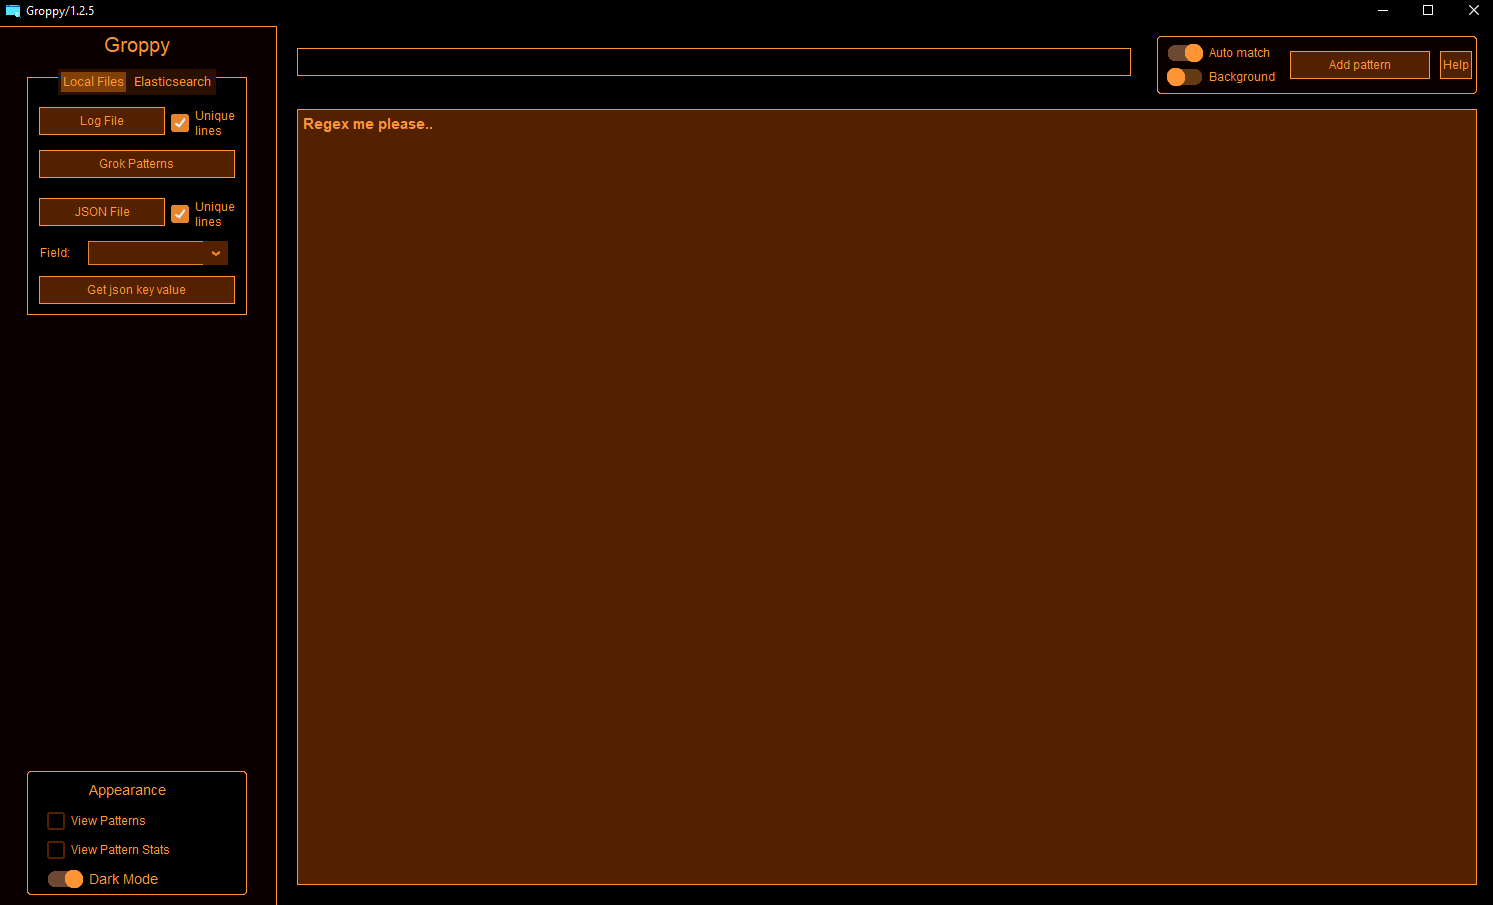 Groppy/1.2.5
Groppy
Local Files Elasticsearch
Log File
Unique
lines
Grok Patterns
JSON File
Unique
lines
Field:
Get json key value
Appearance
View Patterns
View Pattern Stats
Dark Mode
Auto match
Background
Add pattern
Help
Regex me please..